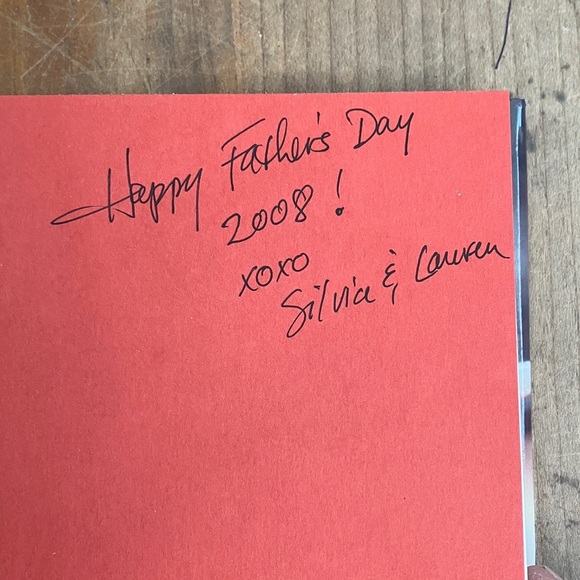 Happy Father's Day
2008!
xoxo
Silvia & Lauren